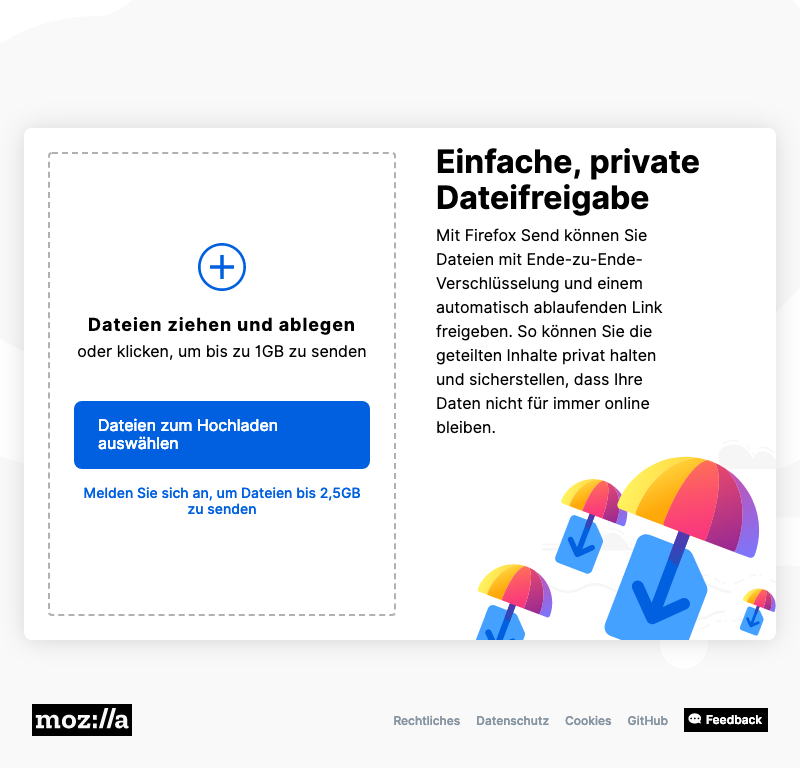 Dateien ziehen und ablegen
oder klicken, um bis zu 1GB zu senden
Dateien zum Hochladen
auswählen
Melden Sie sich an, um Dateien bis 2,5GB
zu senden
Einfache, private
Dateifreigabe
Mit Firefox Send können Sie
Dateien mit Ende-zu-Ende-
Verschlüsselung und einem
automatisch ablaufenden Link
freigeben. So können Sie die
geteilten Inhalte privat halten
und sicherstellen, dass Ihre
Daten nicht für immer online
bleiben.
moz://a
Rechtliches Datenschutz Cookies GitHub Feedback